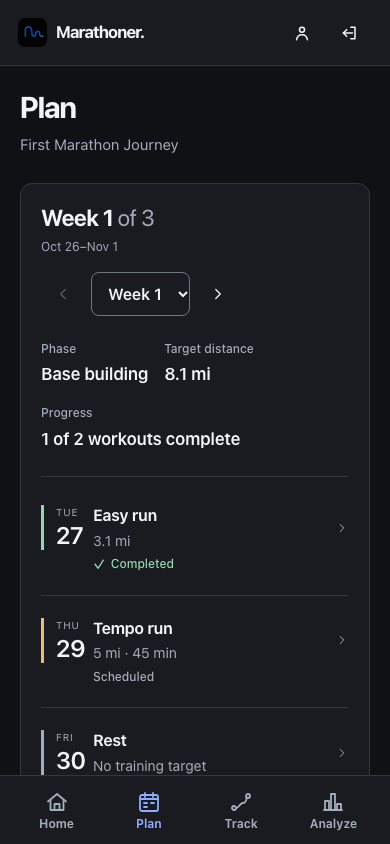 Marathoner.
Plan
First Marathon Journey
Week 1 of 3
Oct 26–Nov 1
Week 1
Phase
Target distance
Base building
8.1 mi
Progress
1 of 2 workouts complete
TUE
27
Easy run
3.1 mi
Completed
THU
29
Tempo run
5 mi · 45 min
Scheduled
FRI
30
Rest
No training target
Home
Plan
Track
Analyze